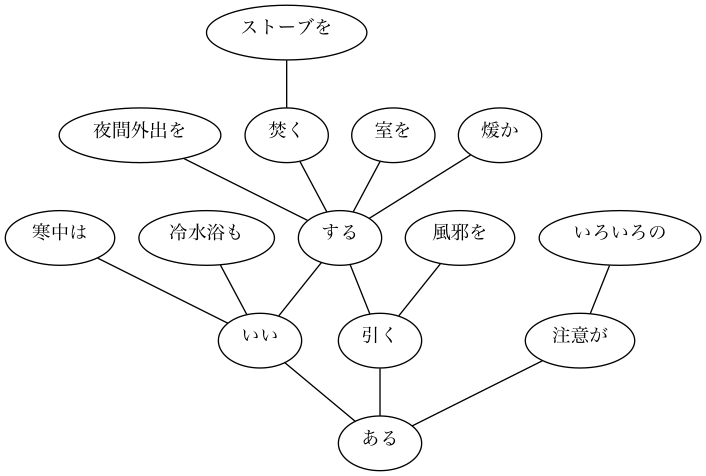 ストーブを
夜間外出を
焚く
室を
煖か
寒中は
冷水浴も
する
風邪を
いろいろの
いい
引く
注意が
ある